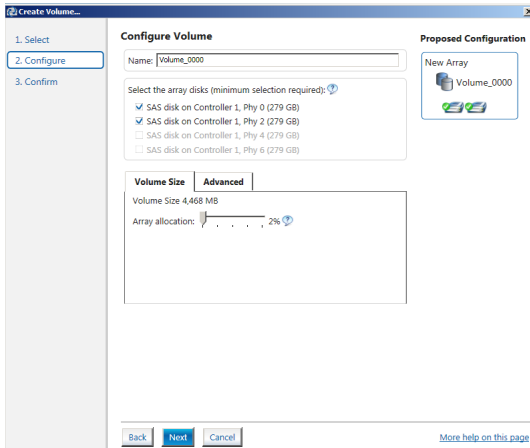 Create Volume...
1. Select
2. Configure
3. Confirm
Configure Volume
Name: Volume_0000
Select the array disks (minimum selection required):
SAS disk on Controller 1, Phy 0 (279 GB)
SAS disk on Controller 1, Phy 2 (279 GB)
SAS disk on Controller 1, Phy 4 (279 GB)
SAS disk on Controller 1, Phy 6 (279 GB)
Volume Size
Advanced
Volume Size 4,468 MB
Array allocation: 2%
Proposed Configuration
New Array
Volume_0000
Back
Next
Cancel
More help on this page